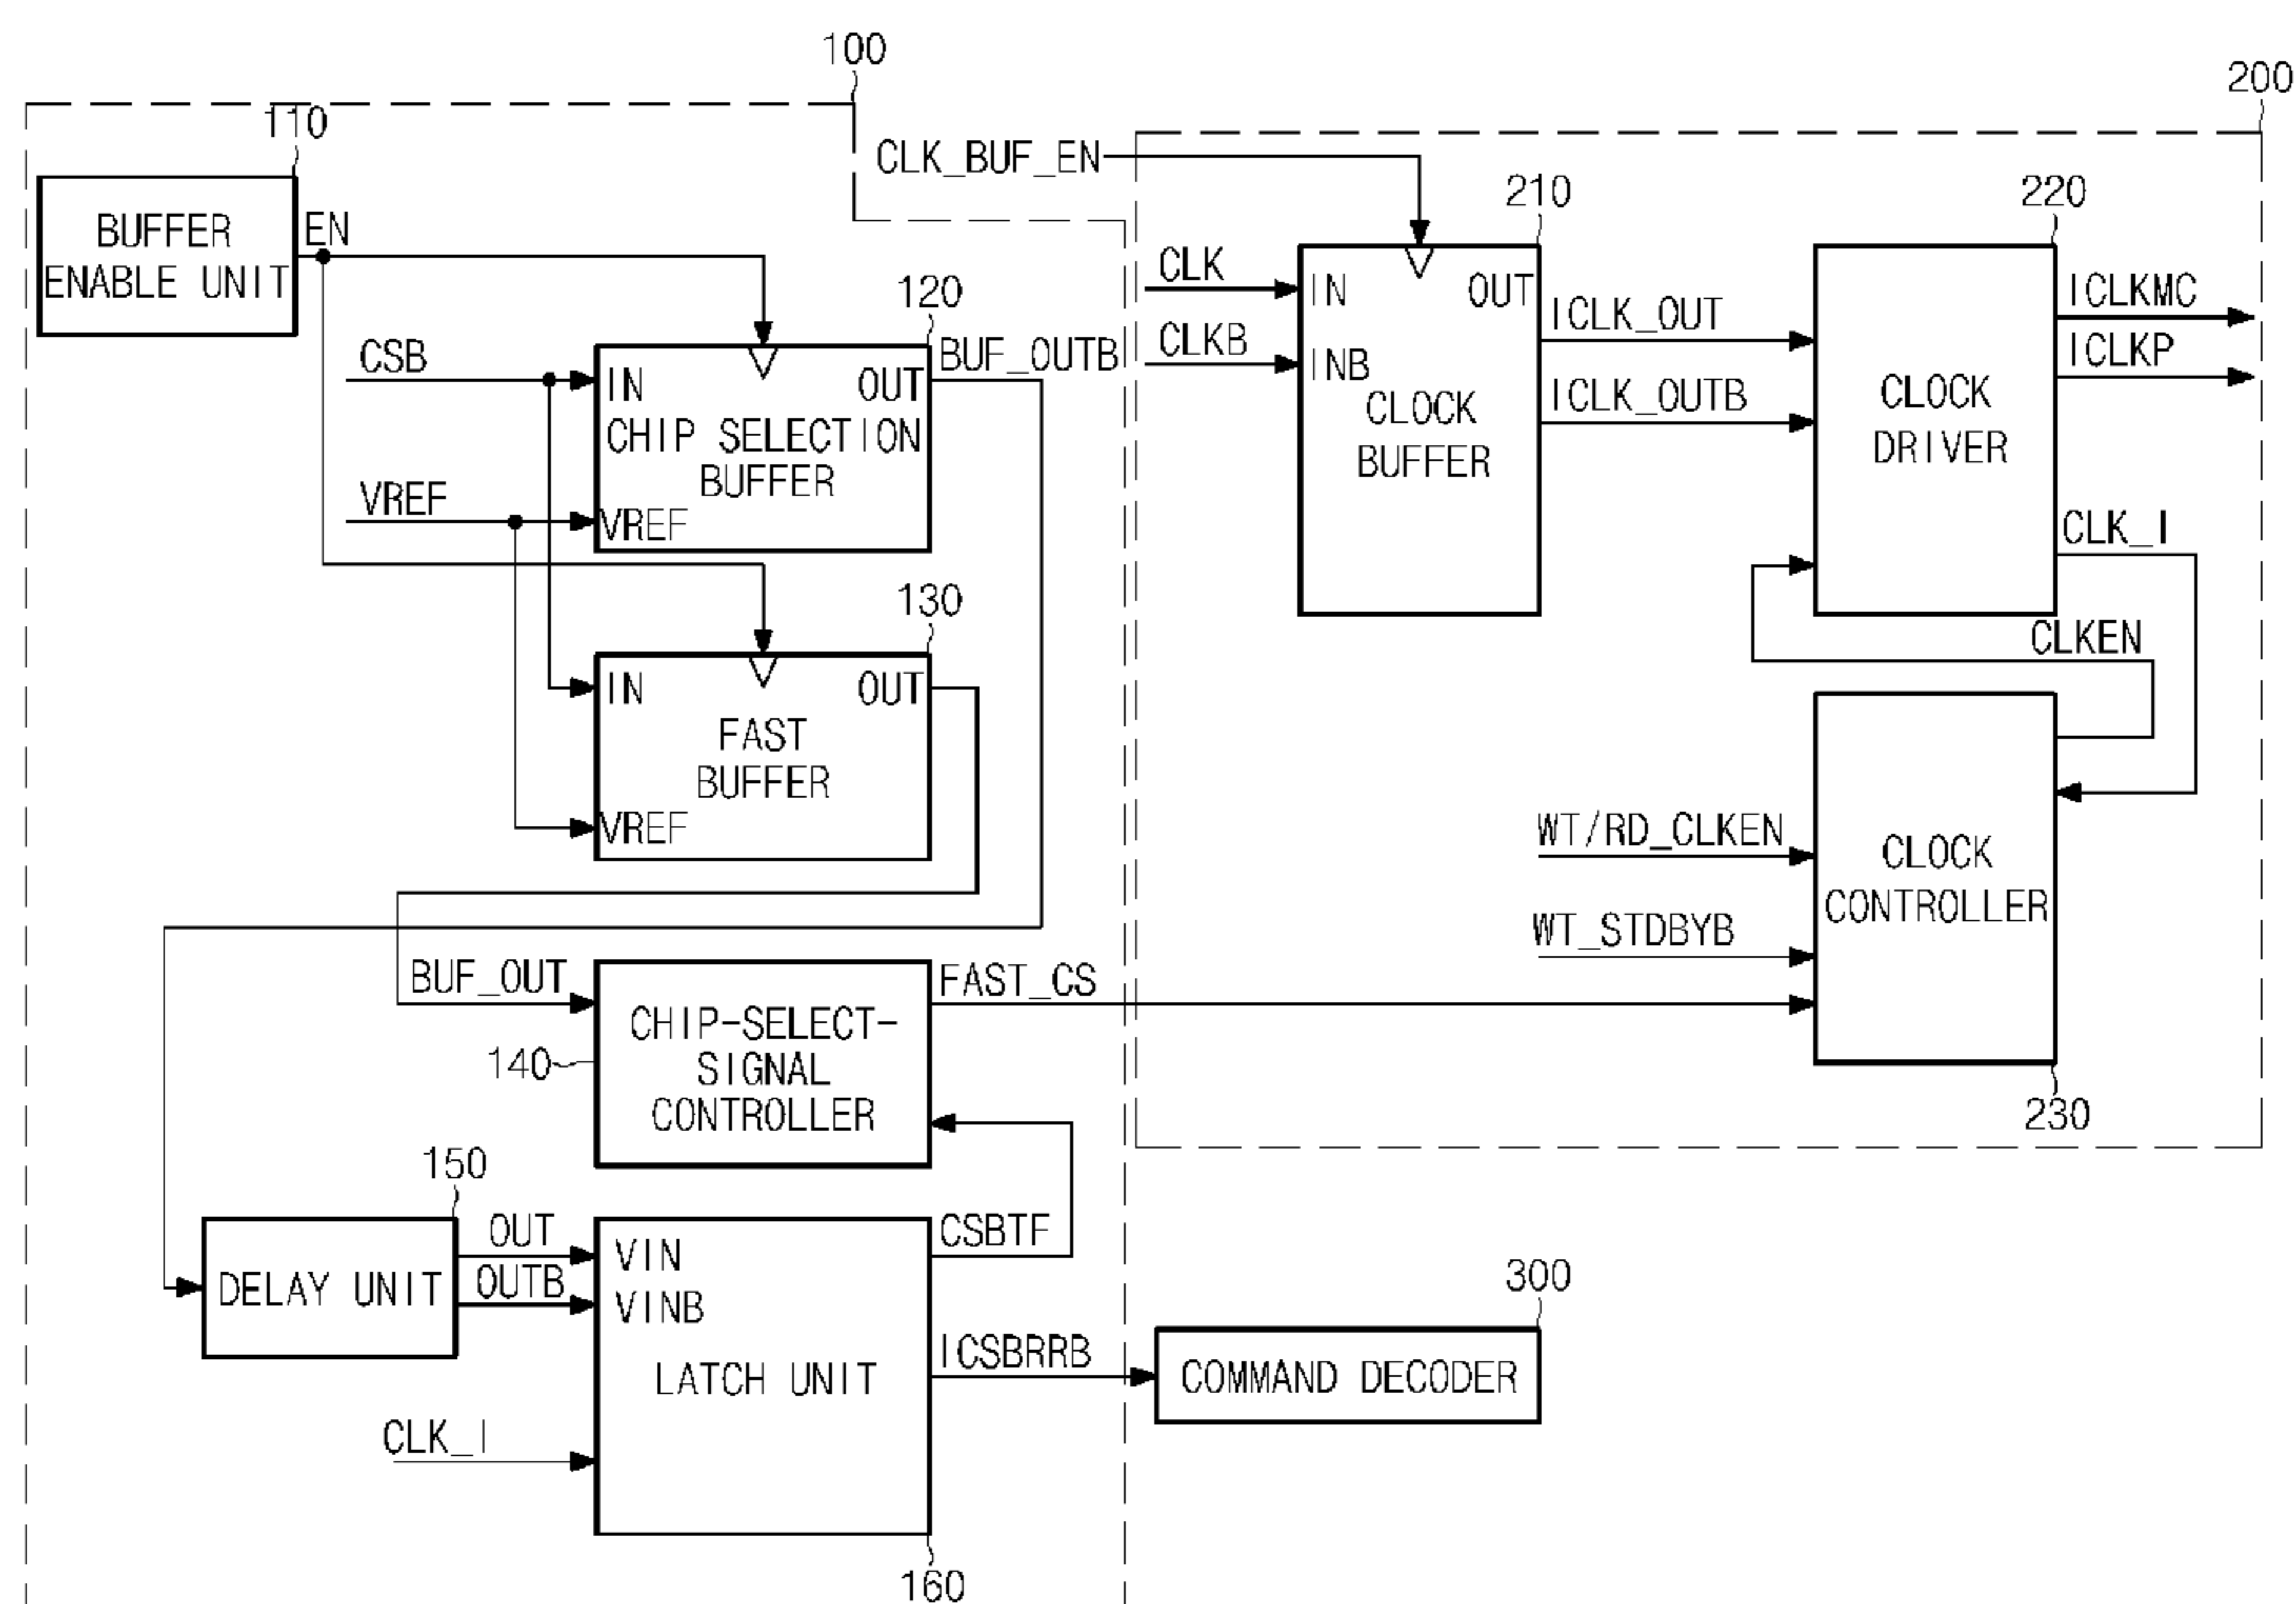 100
200
110
CLK_BUF_EN
BUFFER
ENABLE UNIT
EN
210
220
CLK
CLKB
IN
INB
OUT
CLOCK
BUFFER
ICLK_OUT
ICLK_OUTB
CLOCK
DRIVER
ICLKMC
ICLKP
CLK_I
CLKEN
120
CSB
VREF
IN
OUT
CHIP SELECTION
BUFFER
VREF
BUF_OUTB
130
IN
OUT
FAST
BUFFER
VREF
WT/RD_CLKEN
WT_STDBYB
CLOCK
CONTROLLER
230
BUF_OUT
CHIP-SELECT-
SIGNAL
CONTROLLER
140
FAST_CS
150
DELAY UNIT
OUT
OUTB
VIN
VINB
LATCH UNIT
CLK_I
CSBTF
ICSBRRB
160
300
COMMAND DECODER